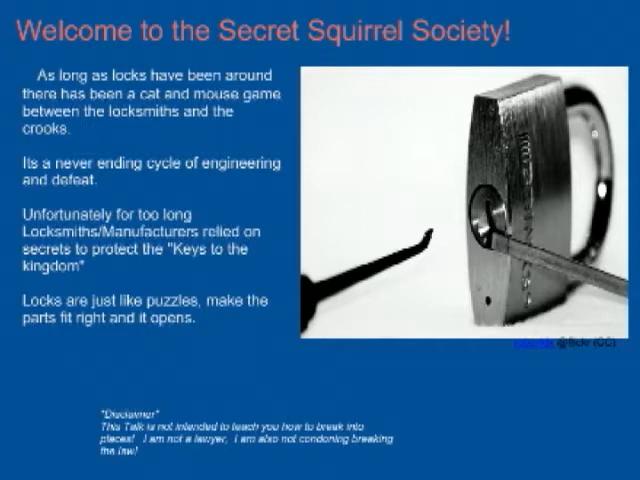 Welcome to the Secret Squirrel Society!
As long as locks have been around
there has been a cat and mouse game
between the locksmiths and the
crooks.
Its a never ending cycle of engineering
and defeat.
Unfortunately for too long
Locksmiths/Manufacturers relied on
secrets to protect the "Keys to the
kingdom"
Locks are just like puzzles, make the
parts fit right and it opens.
@flickr (CC)
*Disclaimer*
This Talk is not intended to teach you how to break into
places! I am not a lawyer, I am also not condoning breaking
the law!